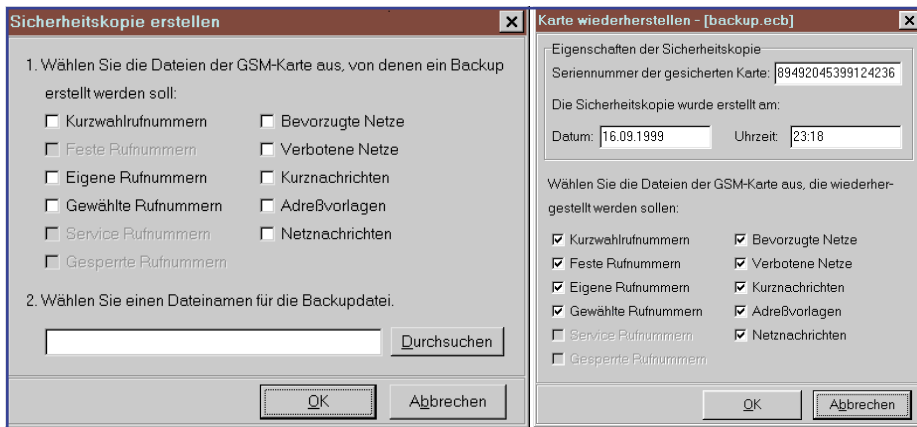 Sicherheitskopie erstellen
1. Wählen Sie die Dateien der GSM-Karte aus, von denen ein Backup
erstellt werden soll:
Kurzwahlrufnummern
Bevorzugte Netze
Feste Rufnummern
Verbotene Netze
Eigene Rufnummern
Kurznachrichten
Gewählte Rufnummern
Adreßvorlagen
Service Rufnummern
Netznachrichten
Gesperrte Rufnummern
2. Wählen Sie einen Dateinamen für die Backupdatei.
Durchsuchen
OK Abbrechen
Karte wiederherstellen - [backup.ecb]
Eigenschaften der Sicherheitskopie
Seriennummer der gesicherten Karte: 89492045399124236
Die Sicherheitskopie wurde erstellt am:
Datum: 16.09.1999 Uhrzeit: 23:18
Wählen Sie die Dateien der GSM-Karte aus, die wiederher-
gestellt werden sollen:
Kurzwahlrufnummern
Bevorzugte Netze
Feste Rufnummern
Verbotene Netze
Eigene Rufnummern
Kurznachrichten
Gewählte Rufnummern
Adreßvorlagen
Service Rufnummern
Netznachrichten
Gesperrte Rufnummern
OK Abbrechen